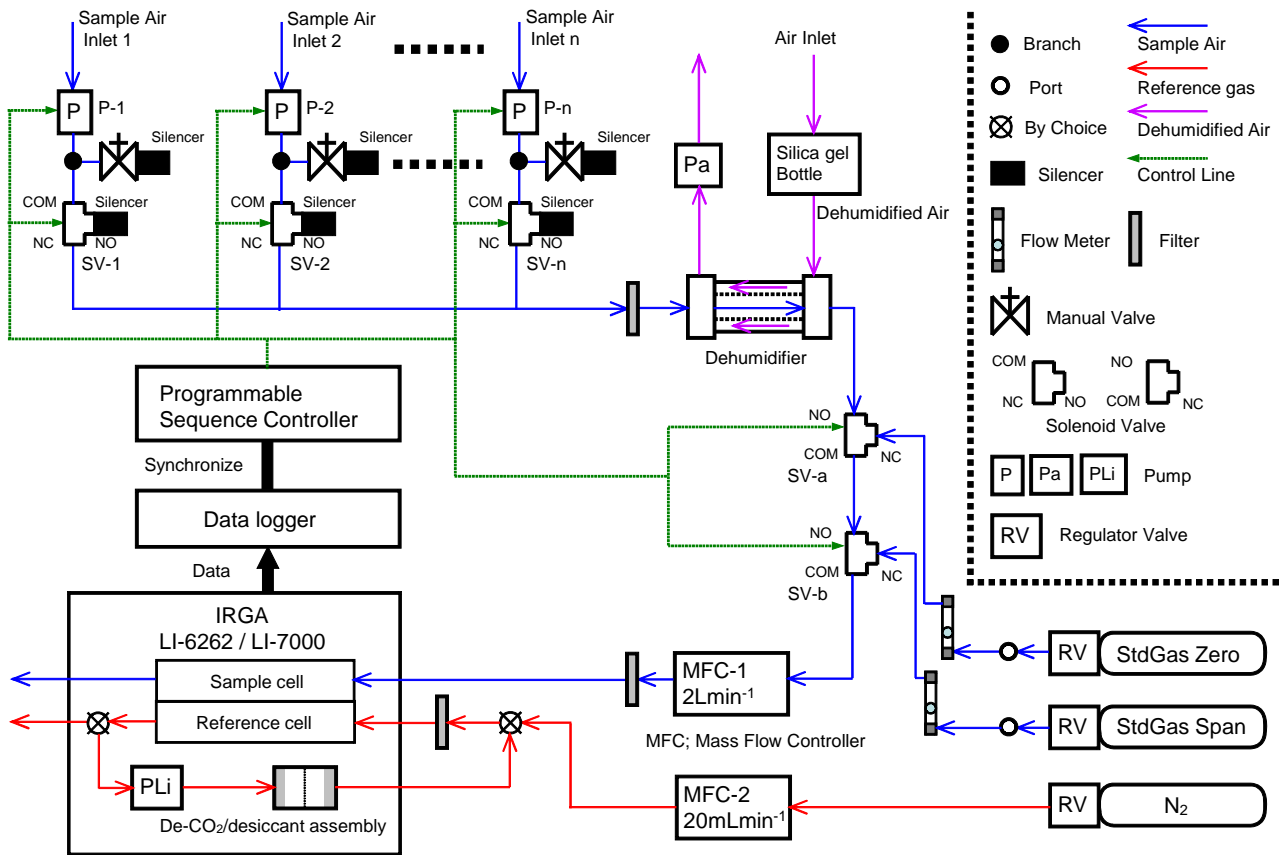 Sample Air
Inlet 1
Sample Air
Inlet 2
Sample Air
Inlet n
Air Inlet
P
P-1
P
P-2
P
P-n
Silencer
Silencer
Silencer
Pa
Silica gel
Bottle
Dehumidified Air
COM
Silencer
NC
NO
SV-1
COM
Silencer
NC
NO
SV-2
COM
Silencer
NC
NO
SV-n
Dehumidifier
Programmable
Sequence Controller
Synchronize
Data logger
Data
NO
COM
NC
SV-a
NO
COM
NC
SV-b
IRGA
LI-6262 / LI-7000
Sample cell
Reference cell
PLi
De-CO₂/desiccant assembly
MFC-1
2Lmin⁻¹
MFC; Mass Flow Controller
MFC-2
20mLmin⁻¹
RV
StdGas Zero
RV
StdGas Span
RV
N₂
Branch
Sample Air
Port
Reference gas
By Choice
Dehumidified Air
Silencer
Control Line
Flow Meter
Filter
Manual Valve
COM
NC
NO
NO
COM
NC
Solenoid Valve
P
Pa
PLi
Pump
RV
Regulator Valve